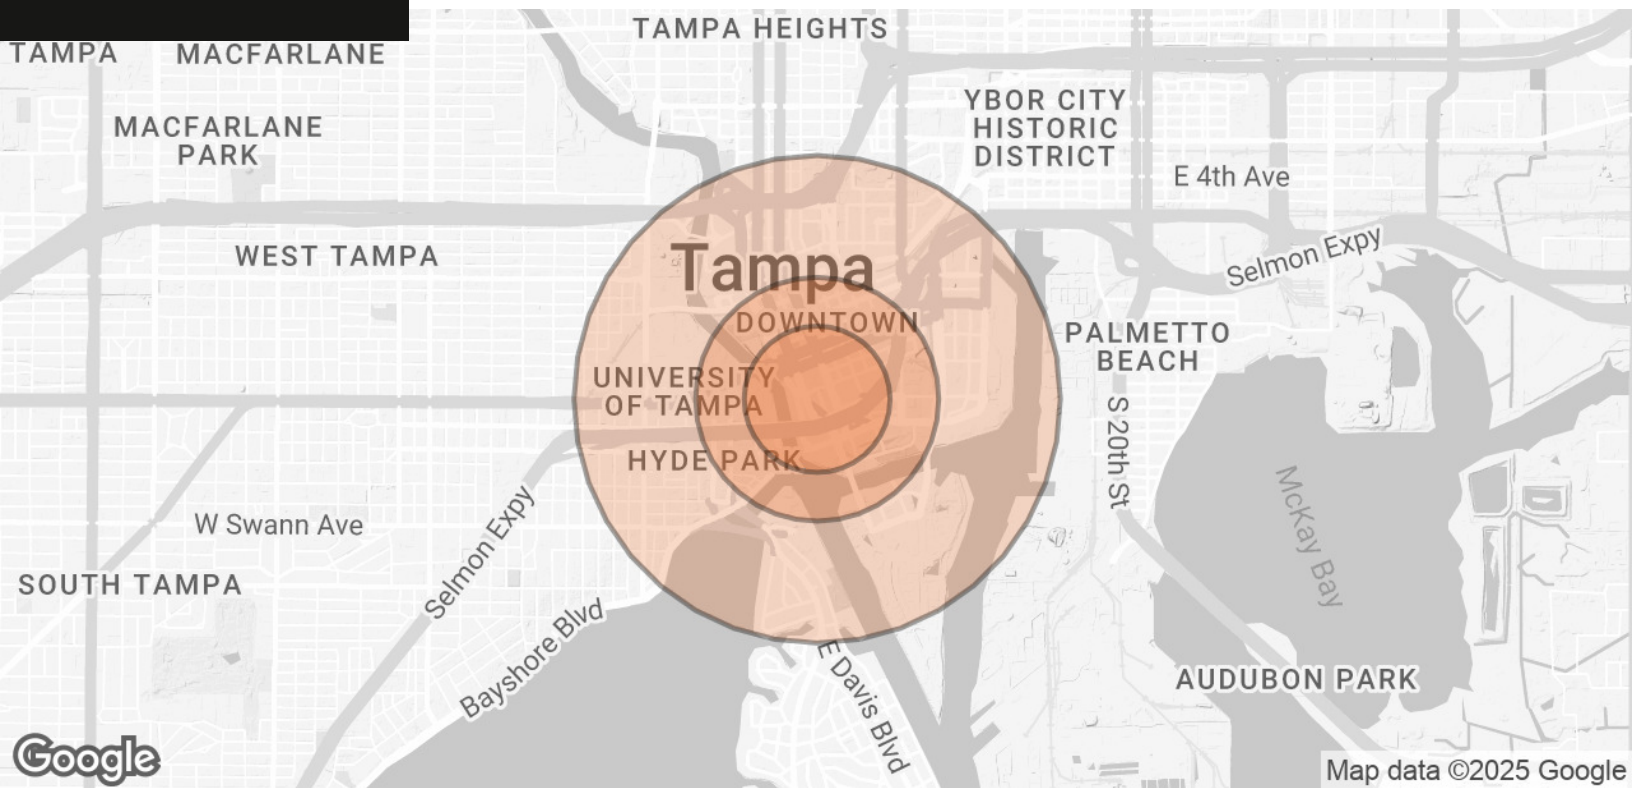 TAMPA HEIGHTS
TAMPA
MACFARLANE
YBOR CITY
HISTORIC
DISTRICT
MACFARLANE
PARK
E 4th Ave
WEST TAMPA
Selmon Expy
Tampa
DOWNTOWN
PALMETTO
BEACH
UNIVERSITY
OF TAMPA
HYDE PARK
S 20th St
W Swann Ave
Selmon Expy
McKay Bay
SOUTH TAMPA
Bayshore Blvd
E Davis Blvd
AUDUBON PARK
Google
Map data ©2025 Google